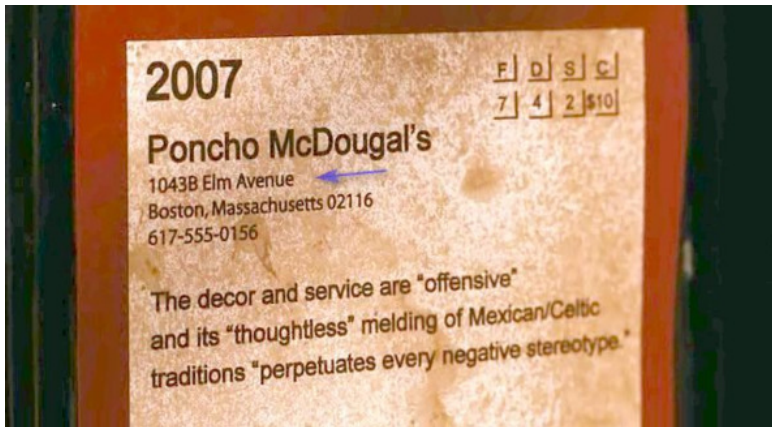 2007
F D S C
7 4 2 $10
Poncho McDougal's
1043B Elm Avenue
Boston, Massachusetts 02116
617-555-0156
The decor and service are "offensive"
and its "thoughtless" melding of Mexican/Celtic
traditions "perpetuates every negative stereotype."